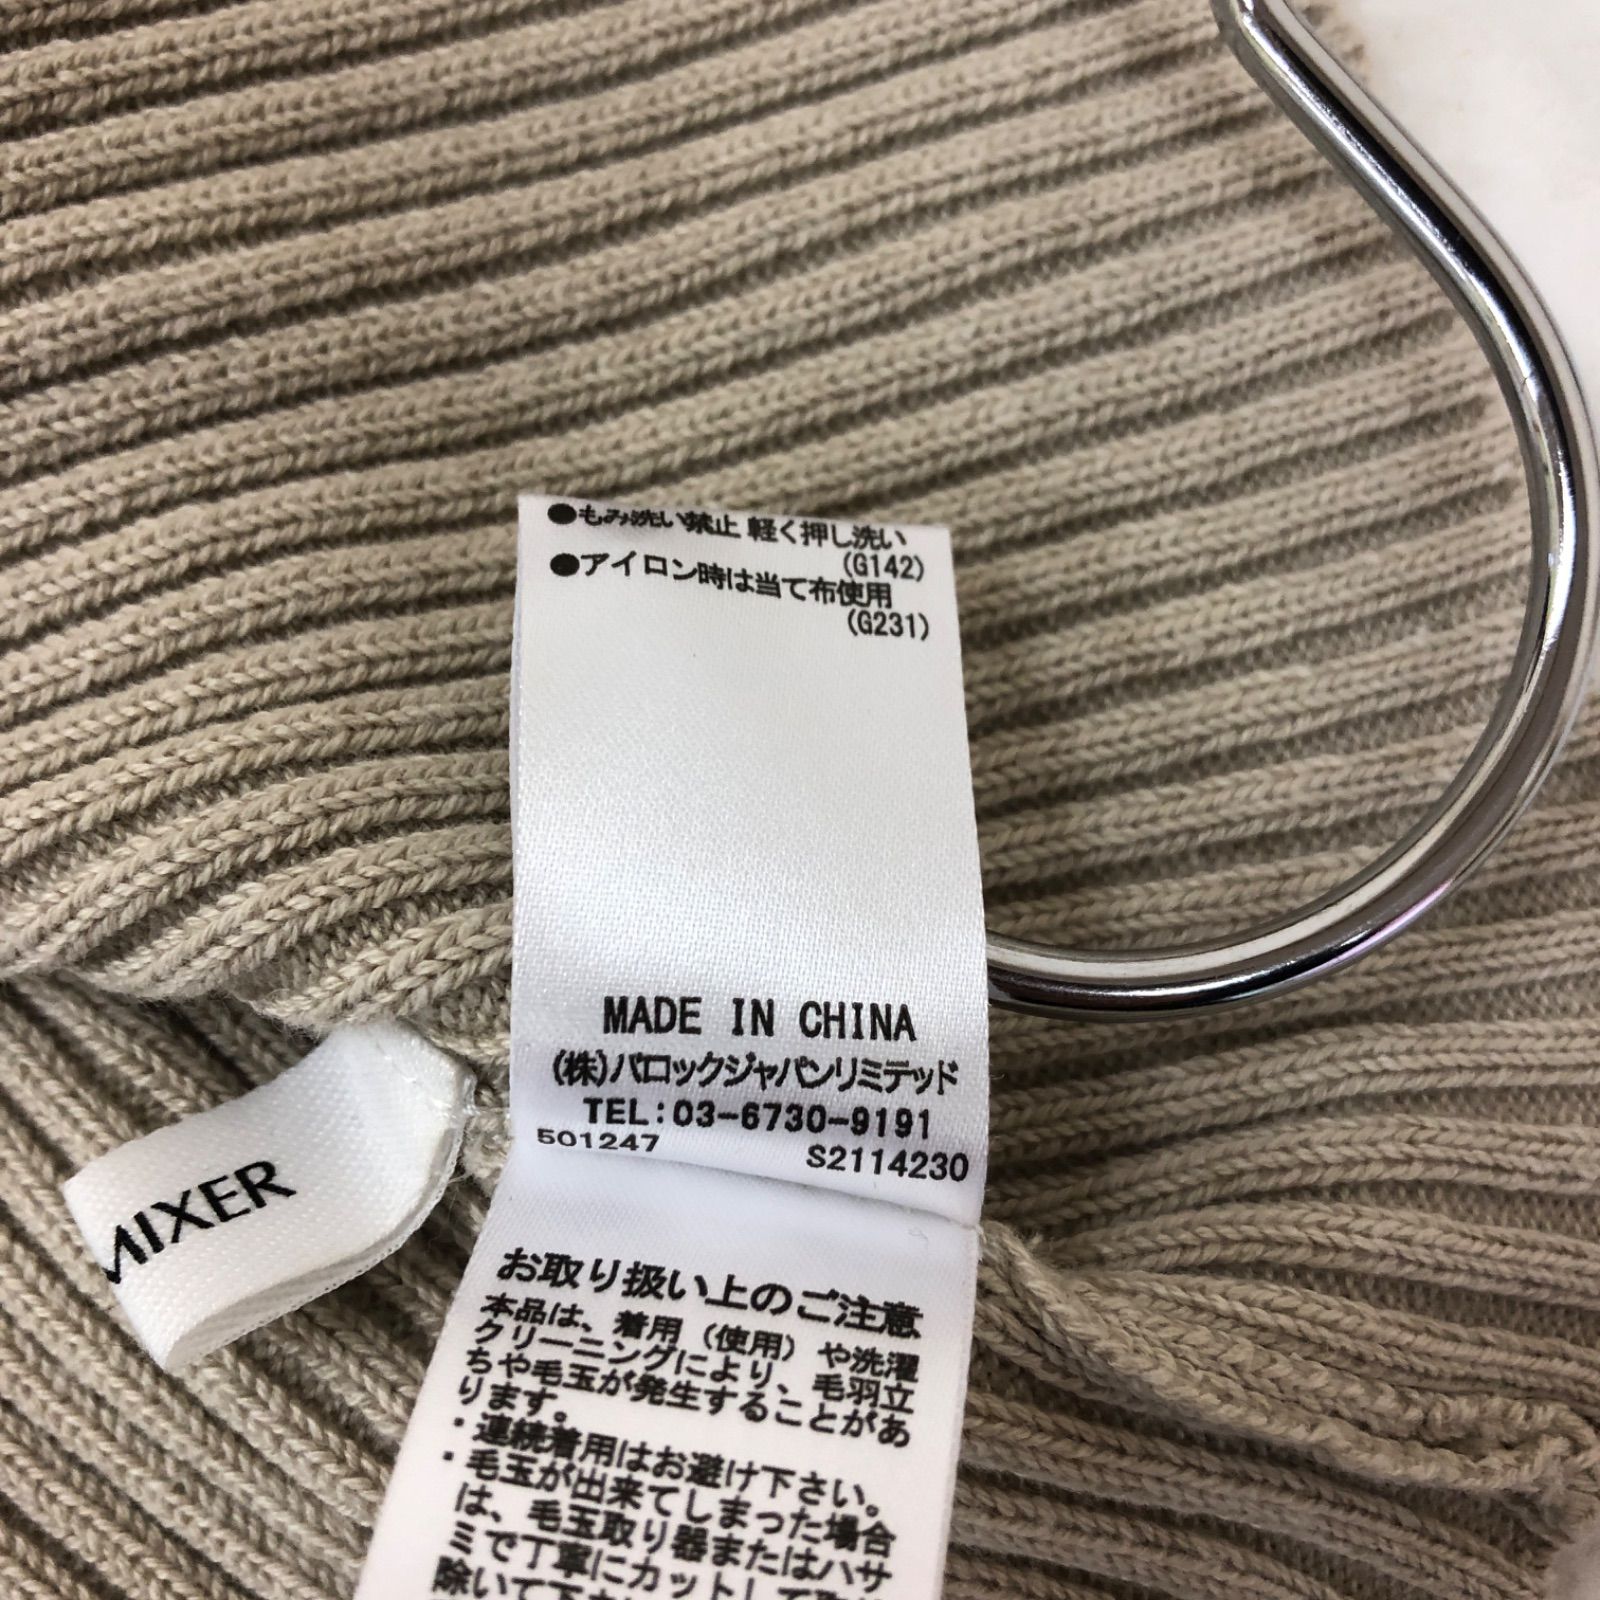 ●もみ洗い禁止 軽く押し洗い
(G142)
●アイロン時は当て布使用
(G231)
MADE IN CHINA
(株)バロックジャパンリミテッド
TEL:03-6730-9191
501247 S2114230
MIXER
お取り扱い上のご注意
本品は、着用（使用）や洗濯
クリーニングにより、毛羽立
ちや毛玉が発生することがあ
ります。
・連続着用はお避け下さい。
・毛玉が出来てしまった場合
は、毛玉取り器またはハサ
ミで丁寧にカットして
除いて下